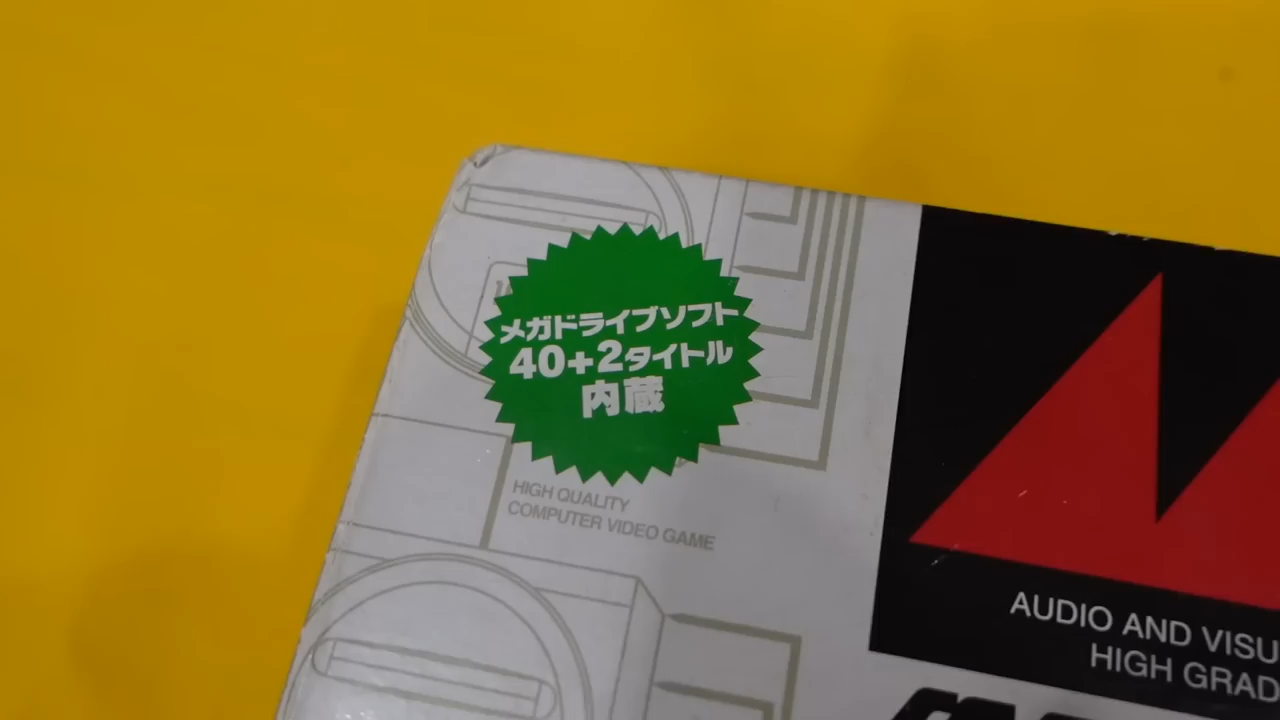 メガドライブソフト
40+2タイトル
内蔵
HIGH QUALITY
COMPUTER VIDEO GAME
AUDIO AND VISU
HIGH GRAD